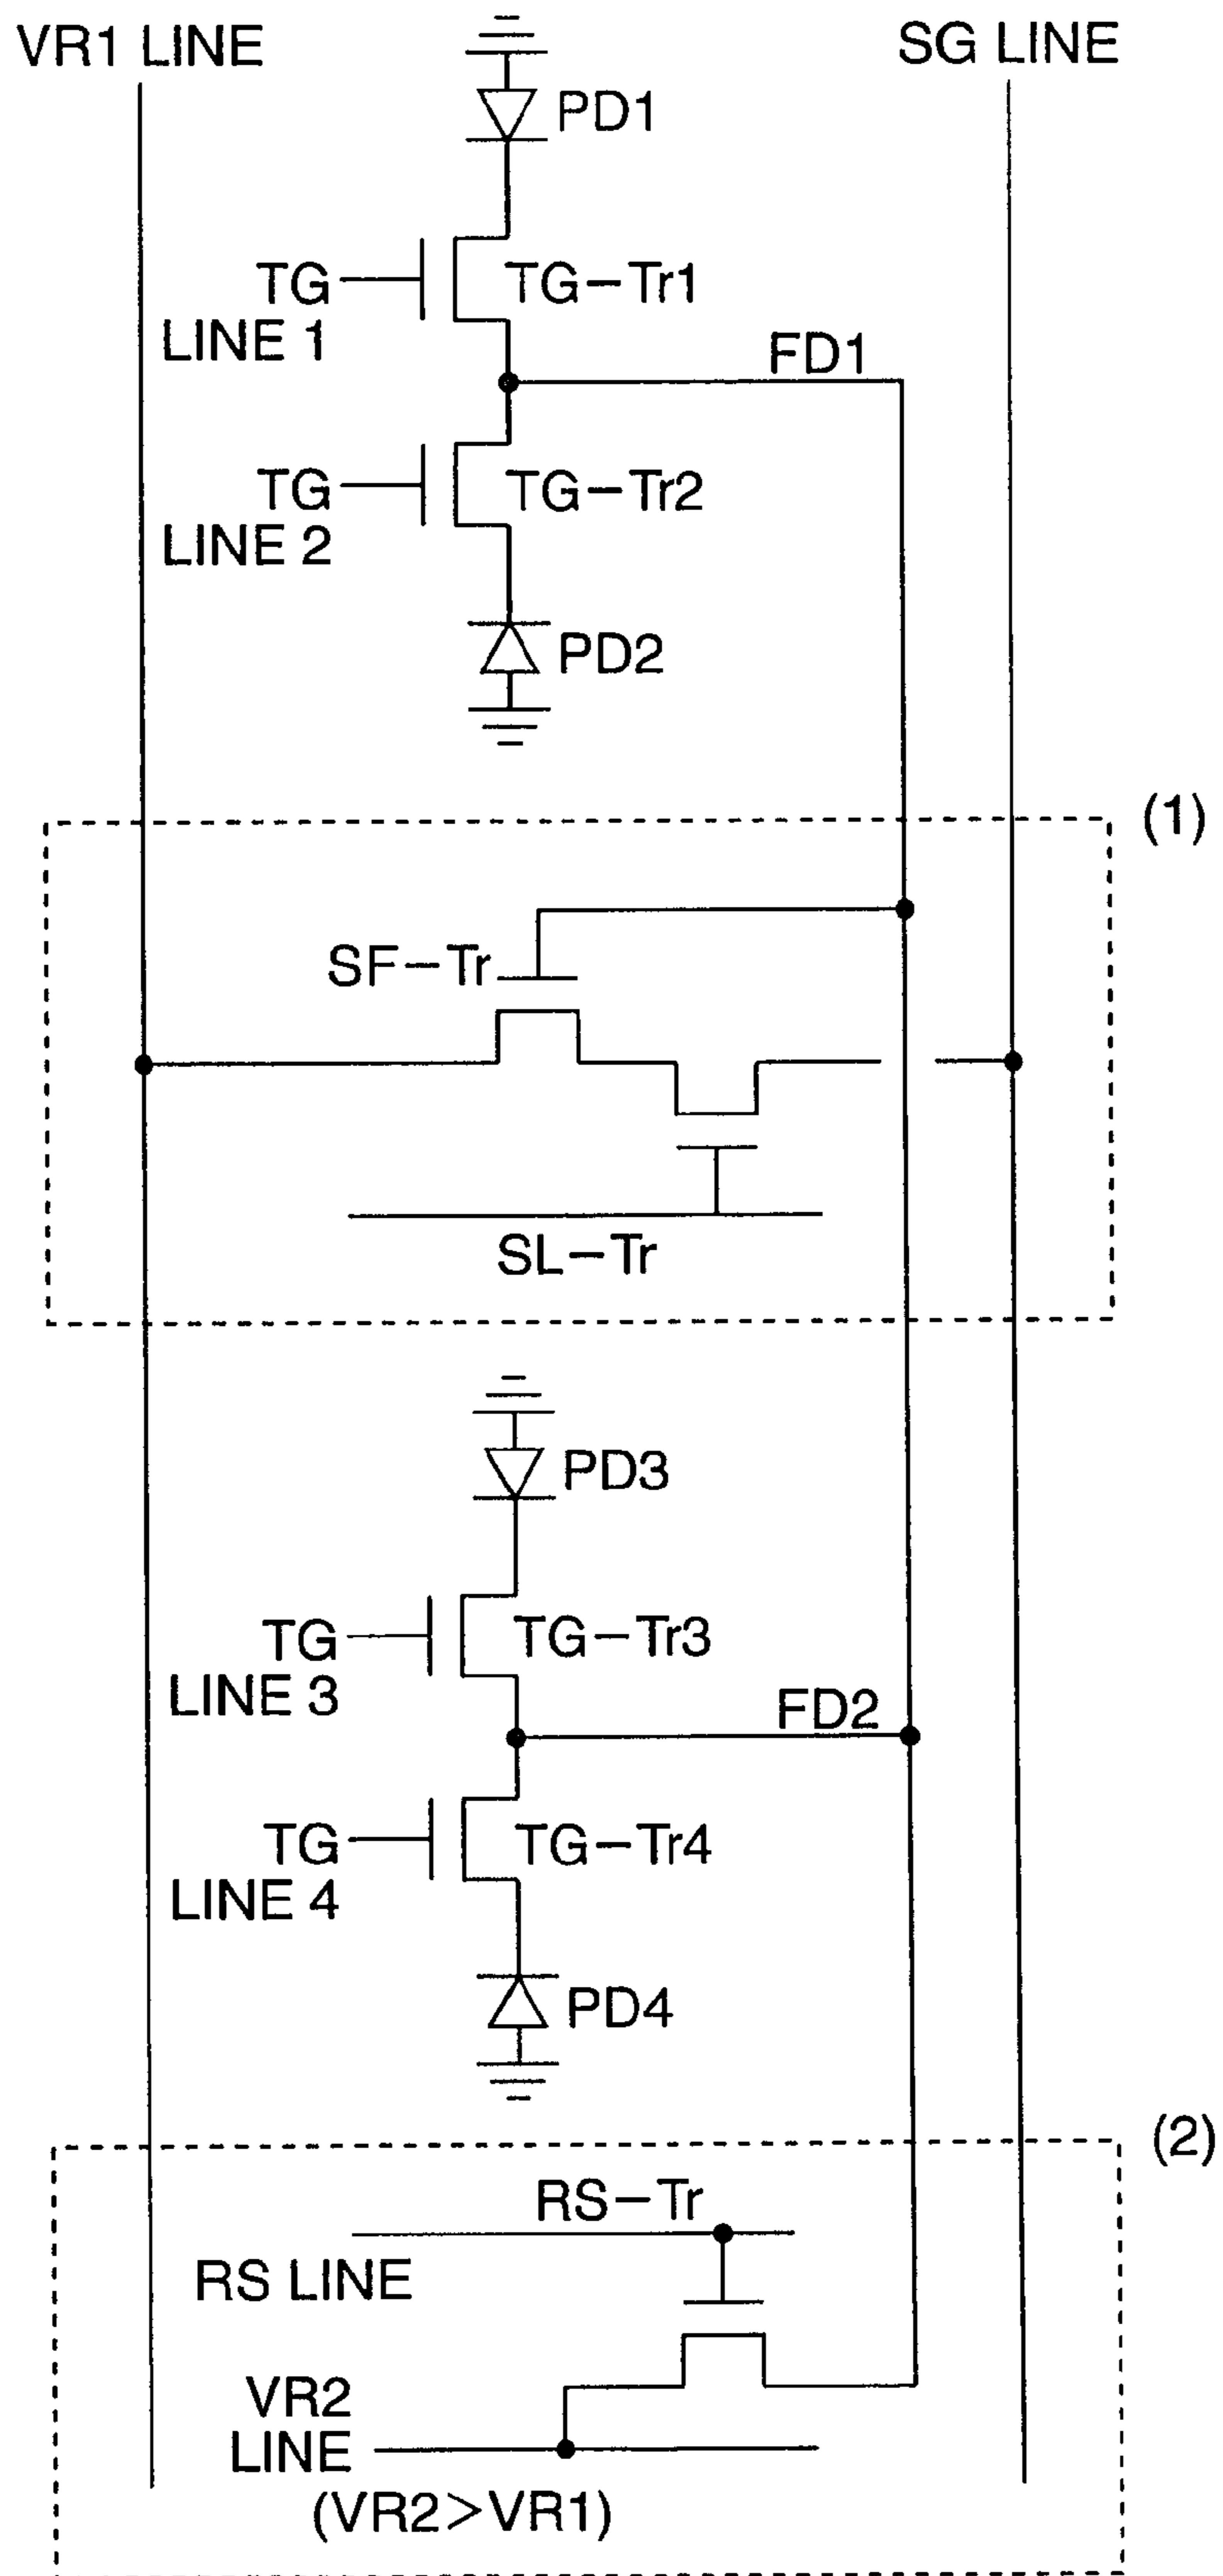 VR1 LINE
SG LINE
PD1
TG
LINE 1
TG-Tr1
FD1
TG
LINE 2
TG-Tr2
PD2
(1)
SF-Tr
SL-Tr
PD3
TG
LINE 3
TG-Tr3
FD2
TG
LINE 4
TG-Tr4
PD4
(2)
RS-Tr
RS LINE
VR2
LINE
(VR2>VR1)